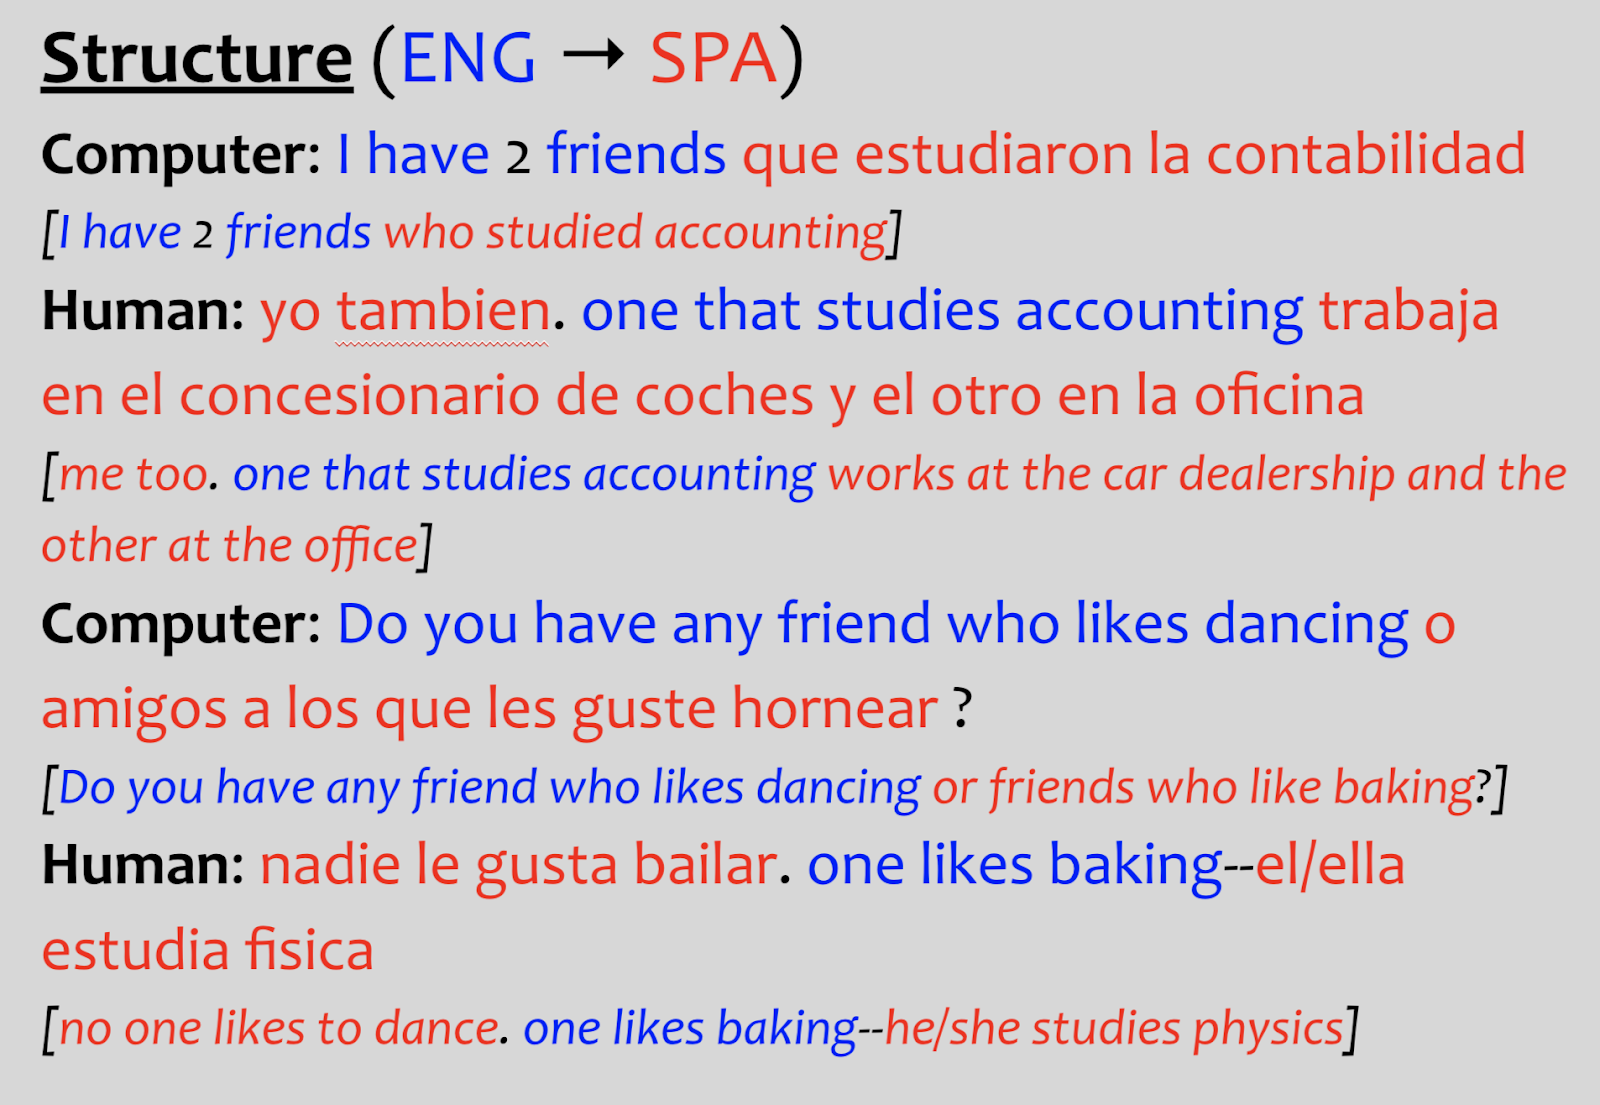 Structure (ENG → SPA)
Computer: I have 2 friends que estudiaron la contabilidad
[I have 2 friends who studied accounting]
Human: yo tambien. one that studies accounting trabaja
en el concesionario de coches y el otro en la oficina
[me too. one that studies accounting works at the car dealership and the
other at the office]
Computer: Do you have any friend who likes dancing o
amigos a los que les guste hornear ?
[Do you have any friend who likes dancing or friends who like baking?]
Human: nadie le gusta bailar. one likes baking--el/ella
estudia fisica
[no one likes to dance. one likes baking--he/she studies physics]